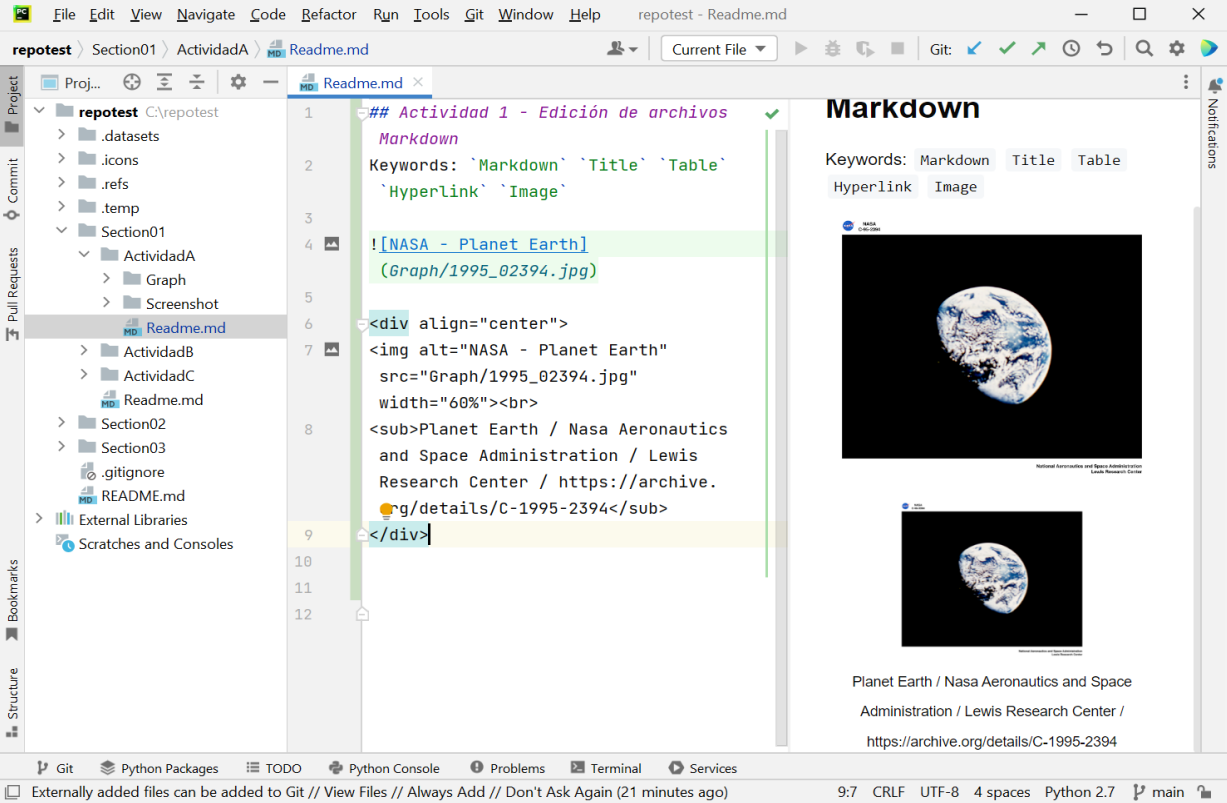 PC File Edit View Navigate Code Refactor Run Tools Git Window Help repotest - Readme.md
repotest Section01 ActividadA MD Readme.md Current File Git:
Project
Commit
Pull Requests
Bookmarks
Structure
Proj...
repotest C:\repotest
.datasets
.icons
.refs
.temp
Section01
ActividadA
Graph
Screenshot
MD Readme.md
ActividadB
ActividadC
MD Readme.md
Section02
Section03
.gitignore
MD README.md
External Libraries
Scratches and Consoles
MD Readme.md
1 ## Actividad 1 - Edición de archivos
Markdown
2 Keywords: `Markdown` `Title` `Table`
`Hyperlink` `Image`
3
4 ![NASA - Planet Earth]
(Graph/1995_02394.jpg)
5
6 <div align="center">
7 <img alt="NASA - Planet Earth"
src="Graph/1995_02394.jpg"
width="60%"><br>
8 <sub>Planet Earth / Nasa Aeronautics
and Space Administration / Lewis
Research Center / https://archive.
rg/details/C-1995-2394</sub>
9 </div>
10
11
12
Markdown
Keywords: Markdown Title Table
Hyperlink Image
NASA
C-95-2394
National Aeronautics and Space Administration
Lewis Research Center
Planet Earth / Nasa Aeronautics and Space
Administration / Lewis Research Center /
https://archive.org/details/C-1995-2394
Notifications
Git Python Packages TODO Python Console Problems Terminal Services
Externally added files can be added to Git // View Files // Always Add // Don't Ask Again (21 minutes ago) 9:7 CRLF UTF-8 4 spaces Python 2.7 main